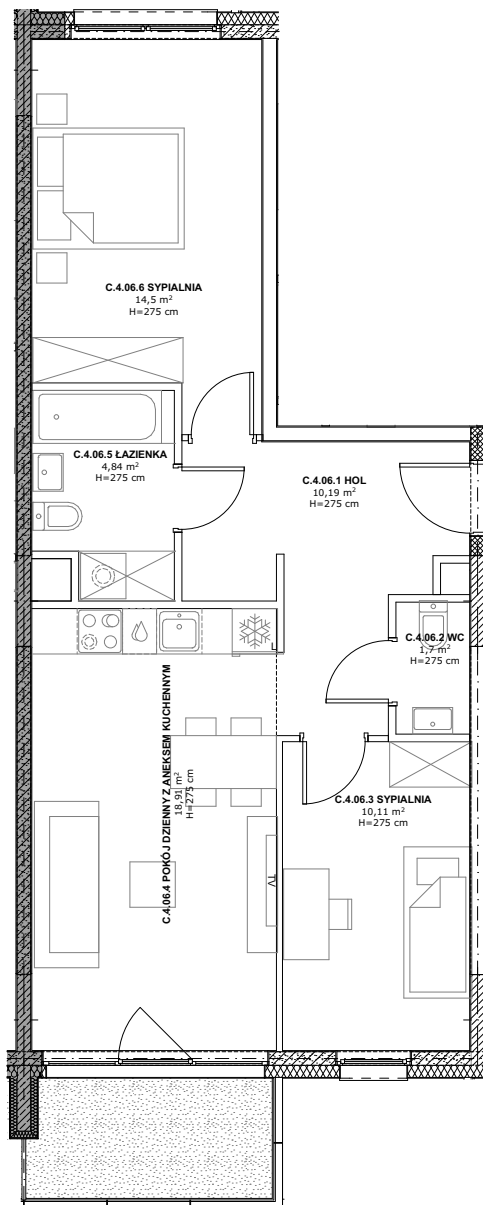 C.4.06.6 SYPIALNIA
14,5 m²
H=275 cm
C.4.06.5 ŁAZIENKA
4,84 m²
H=275 cm
C.4.06.1 HOL
10,19 m²
H=275 cm
C.4.06.2 WC
1,7 m²
H=275 cm
C.4.06.4 POKÓJ DZIENNY Z ANEKSEM KUCHENNYM
18,91 m²
H=275 cm
C.4.06.3 SYPIALNIA
10,11 m²
H=275 cm
TV